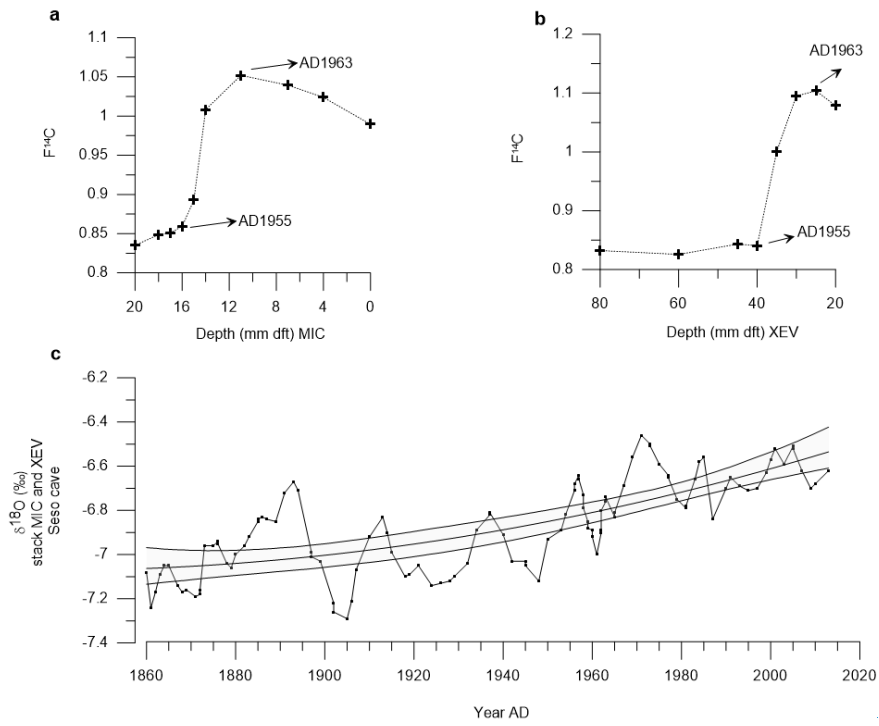 a
1.1
1.05
1
0.95
0.9
0.85
0.8
F¹⁴C
AD1963
AD1955
20 16 12 8 4 0
Depth (mm dft) MIC
b
1.2
1.1
1
0.9
0.8
F¹⁴C
AD1963
AD1955
80 60 40 20
Depth (mm dft) XEV
c
-6.2
-6.4
-6.6
-6.8
-7
-7.2
-7.4
δ¹⁸O (‰)
stack MIC and XEV
Seso cave
1860 1880 1900 1920 1940 1960 1980 2000 2020
Year AD